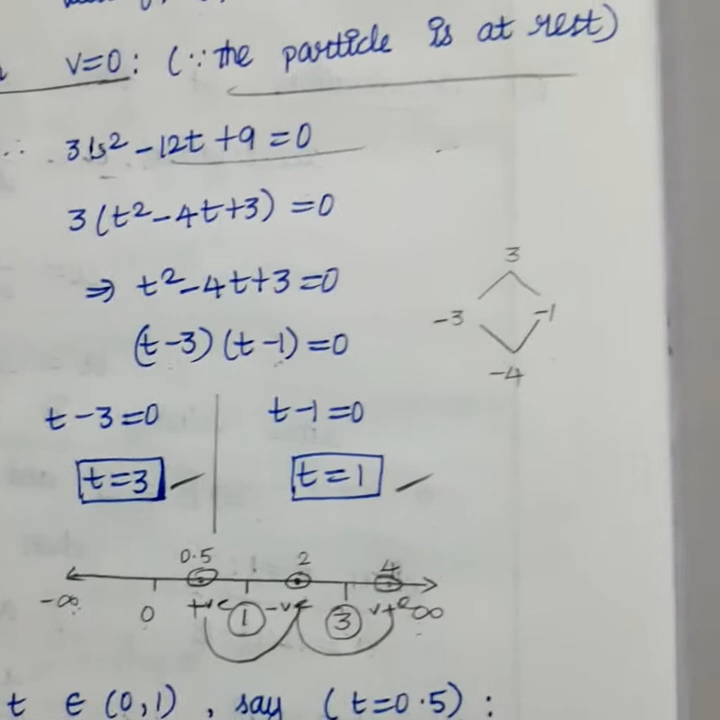 v=0: (∵ the particle is at rest)
∴ 3t² - 12t + 9 = 0
3(t² - 4t + 3) = 0
⇒ t² - 4t + 3 = 0
3
-3 -1
(t - 3) (t - 1) = 0
-4
t - 3 = 0 t - 1 = 0
t = 3 t = 1
0.5 1 2 4
-∞ 0 +ve 1 -ve 3 v+e ∞
t ∈ (0,1), say (t = 0.5) :